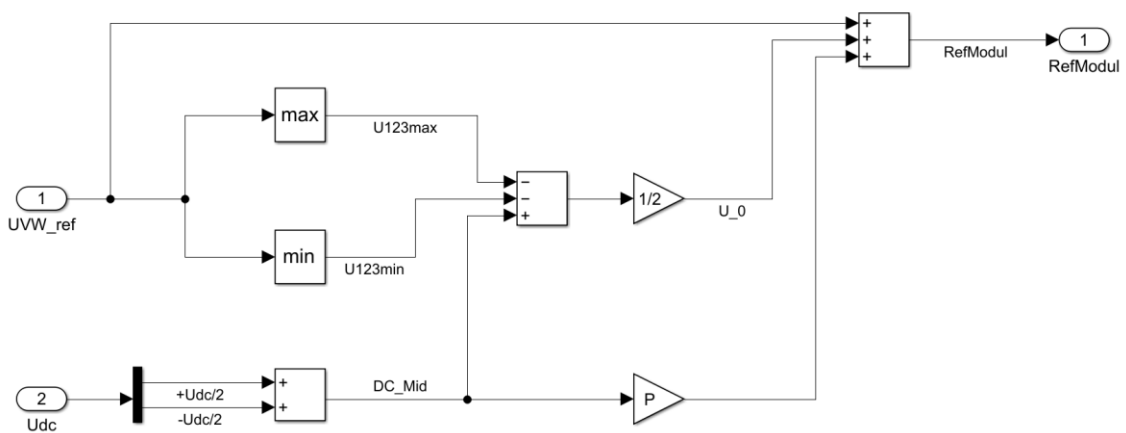 +
+
+
RefModul
1
RefModul
max
U123max
1
UVW_ref
−
−
+
1/2
U_0
min
U123min
2
Udc
+Udc/2
-Udc/2
+
+
DC_Mid
P